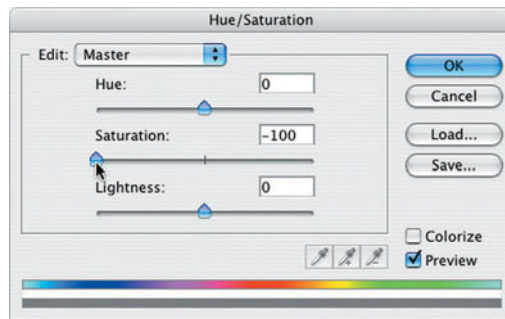 Hue/Saturation
Edit: Master
OK
Hue: 0
Cancel
Saturation: -100
Load...
Save...
Lightness: 0
Colorize
Preview